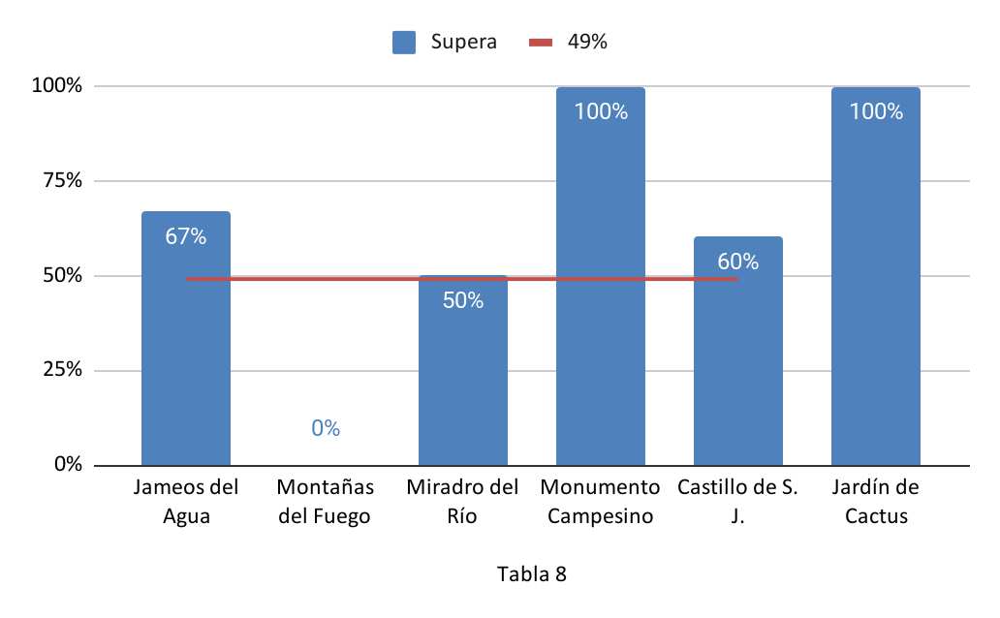 Supera 49%
100%
75%
50%
25%
0%
67%
0%
50%
100%
60%
100%
Jameos del
Agua
Montañas
del Fuego
Miradro del
Río
Monumento
Campesino
Castillo de S.
J.
Jardín de
Cactus
Tabla 8